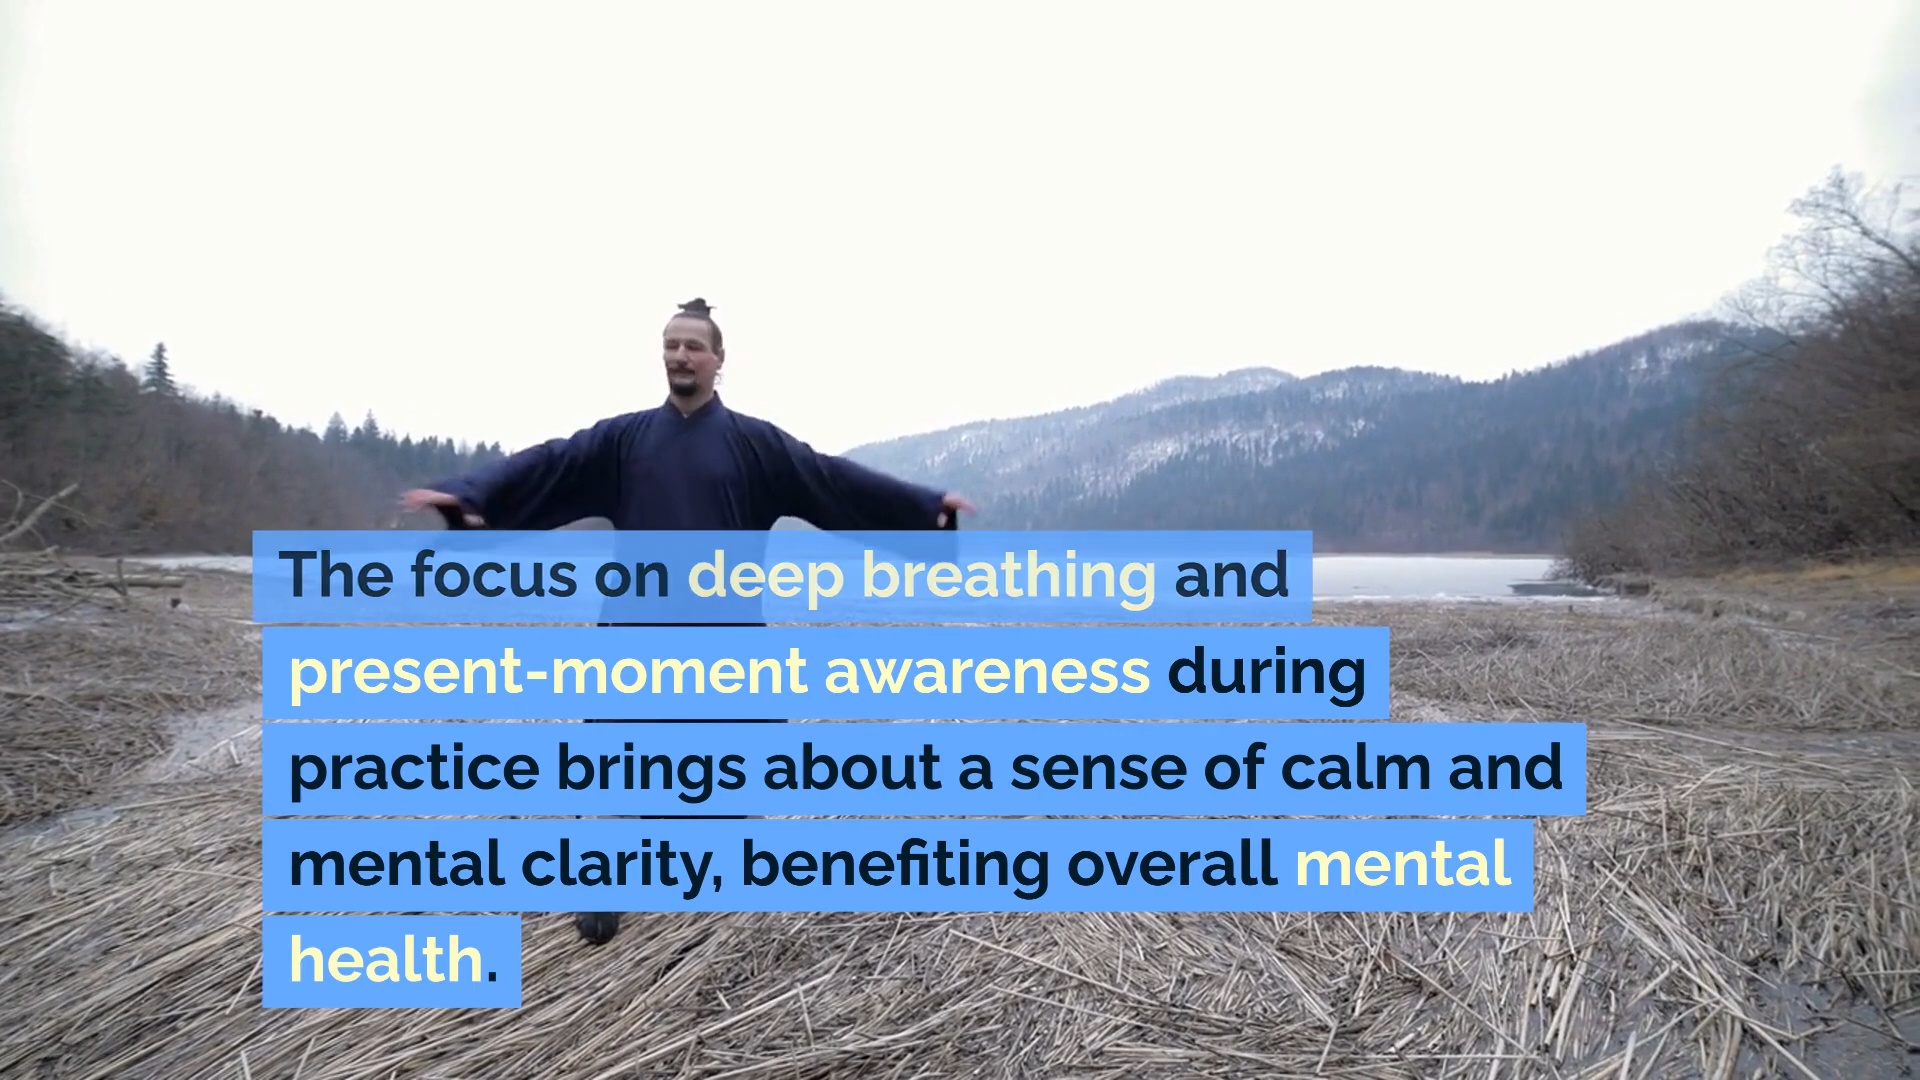 The focus on deep breathing and
present-moment awareness during
practice brings about a sense of calm and
mental clarity, benefiting overall mental
health.